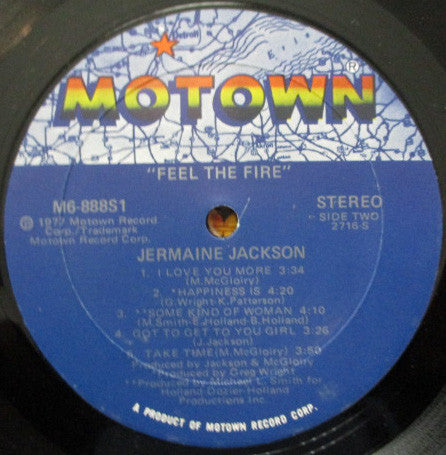 Detroit
MOTOWN®
"FEEL THE FIRE"
M6-888S1
STEREO
℗ 1977 Motown Record
Corp./Trademark
Motown Record Corp.
SIDE TWO
2716-S
JERMAINE JACKSON
1. I LOVE YOU MORE 3:34
(M.McGloiry)
2. *HAPPINESS IS 4:20
(G.Wright-K.Patterson)
3. **SOME KIND OF WOMAN 4:10
(M.Smith-E.Holland-B.Holland)
4. GOT TO GET TO YOU GIRL 3:26
(J.Jackson)
5. TAKE TIME (M.McGloiry) 3:50
Produced by Jackson & McGloiry
*Produced by Greg Wright
**Produced by Michael L. Smith for
Holland Dozier Holland
Productions Inc
A PRODUCT OF MOTOWN RECORD CORP.